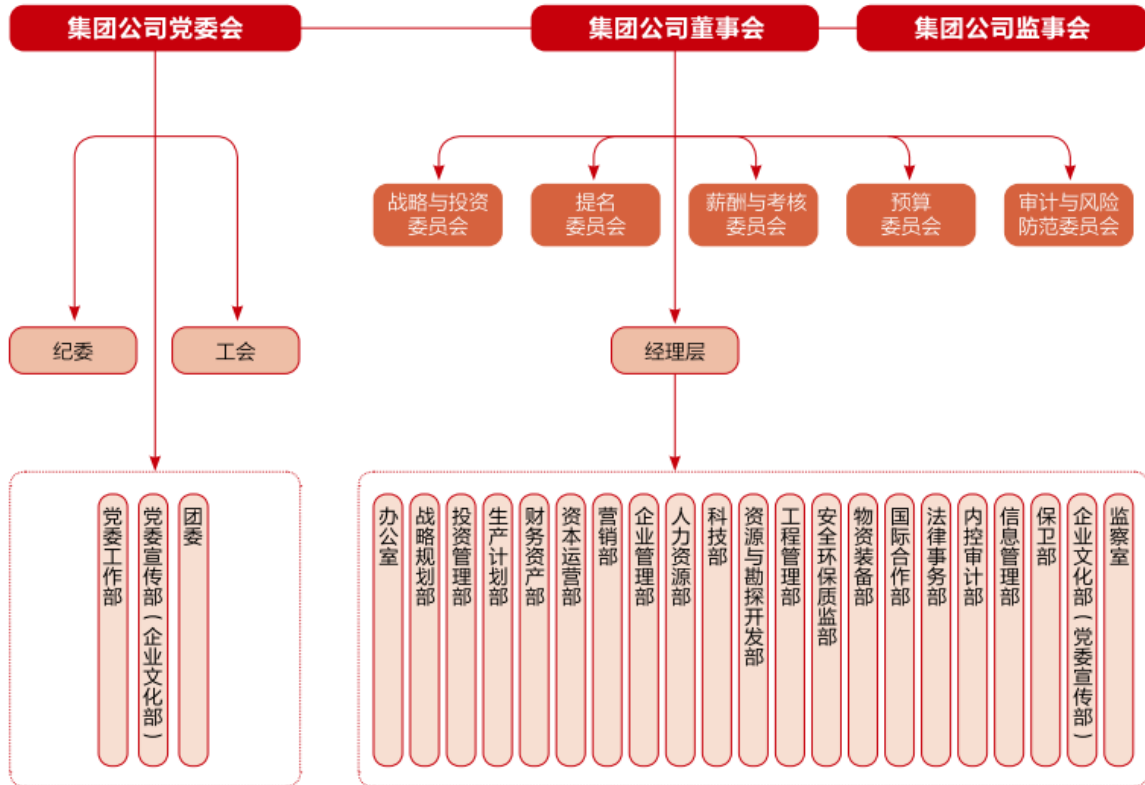 集团公司党委会
集团公司董事会
集团公司监事会
战略与投资
委员会
提名
委员会
薪酬与考核
委员会
预算
委员会
审计与风险
防范委员会
纪委
工会
经理层
党委工作部
党委宣传部(企业文化部)
团委
办公室
战略规划部
投资管理部
生产计划部
财务资产部
资本运营部
营销部
企业管理部
人力资源部
科技部
资源与勘探开发部
工程管理部
安全环保质监部
物资装备部
国际合作部
法律事务部
内控审计部
信息管理部
保卫部
企业文化部(党委宣传部)
监察室